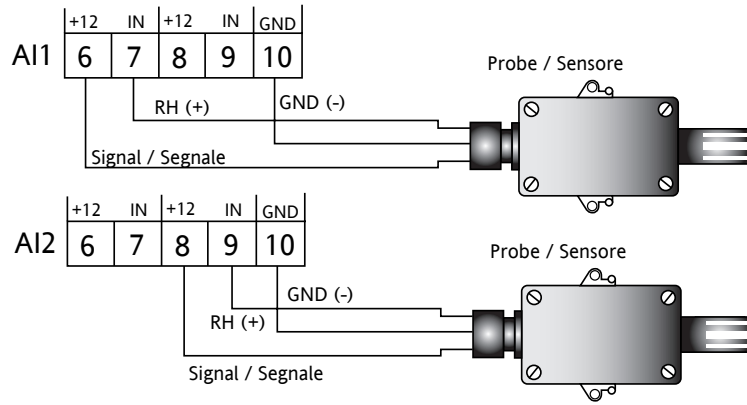 +12 IN +12 IN GND
AI1 6 7 8 9 10
Probe / Sensore
RH (+) GND (-)
Signal / Segnale
+12 IN +12 IN GND
AI2 6 7 8 9 10
Probe / Sensore
GND (-)
RH (+)
Signal / Segnale